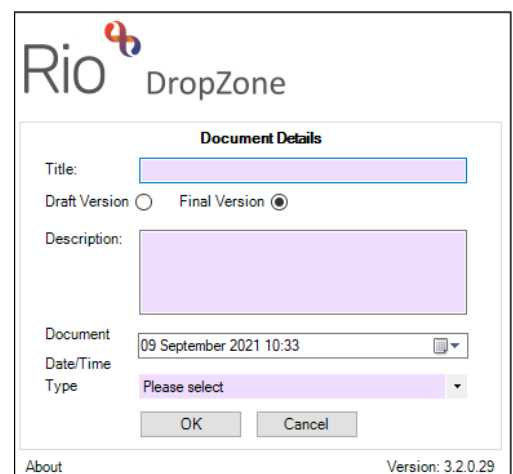 Rio
DropZone
Document Details
Title:
Draft Version Final Version
Description:
Document
Date/Time
09 September 2021 10:33
Type
Please select
OK Cancel
About Version: 3.2.0.29